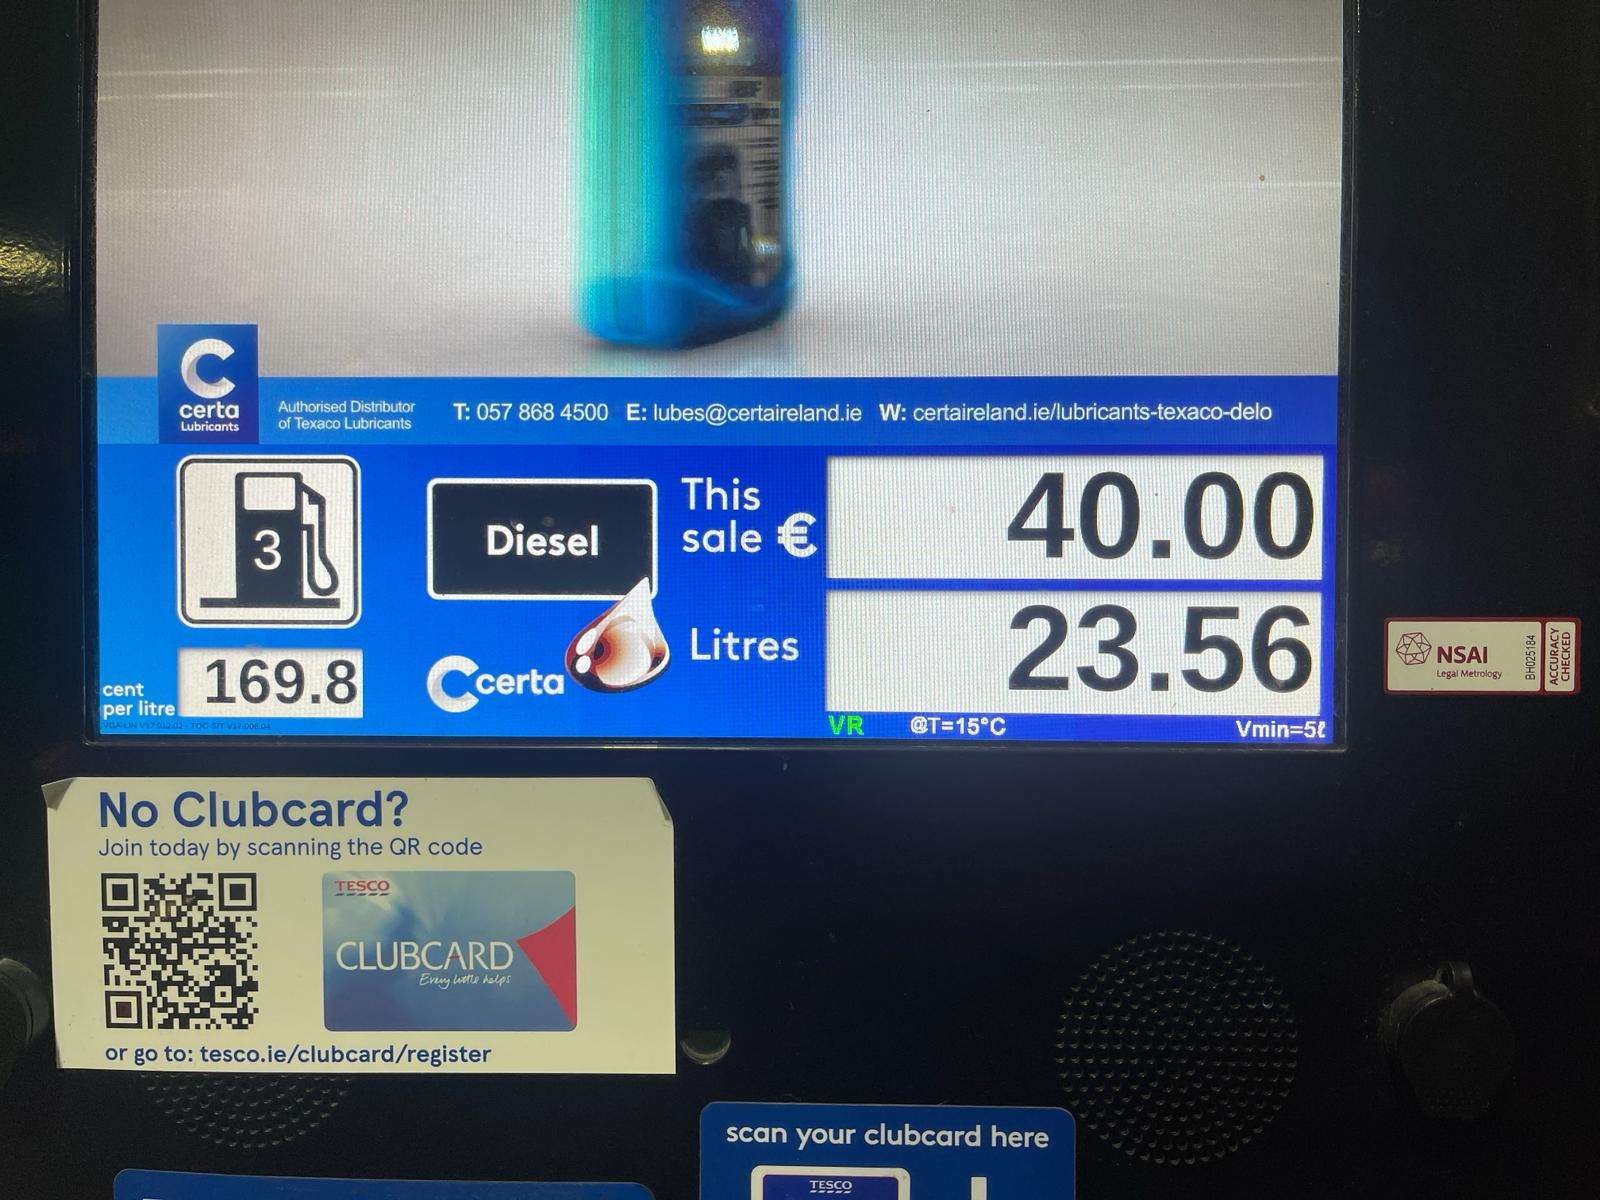 certa
Lubricants
Authorised Distributor
of Texaco Lubricants
T: 057 868 4500 E: lubes@certaireland.ie W: certaireland.ie/lubricants-texaco-delo
3
Diesel
This
sale €
40.00
Litres
23.56
cent
per litre
169.8
certa
VR @T=15°C Vmin=5ℓ
NSAI
Legal Metrology
BH025184
ACCURACY
CHECKED
No Clubcard?
Join today by scanning the QR code
TESCO
CLUBCARD
Every little helps
or go to: tesco.ie/clubcard/register
scan your clubcard here
TESCO